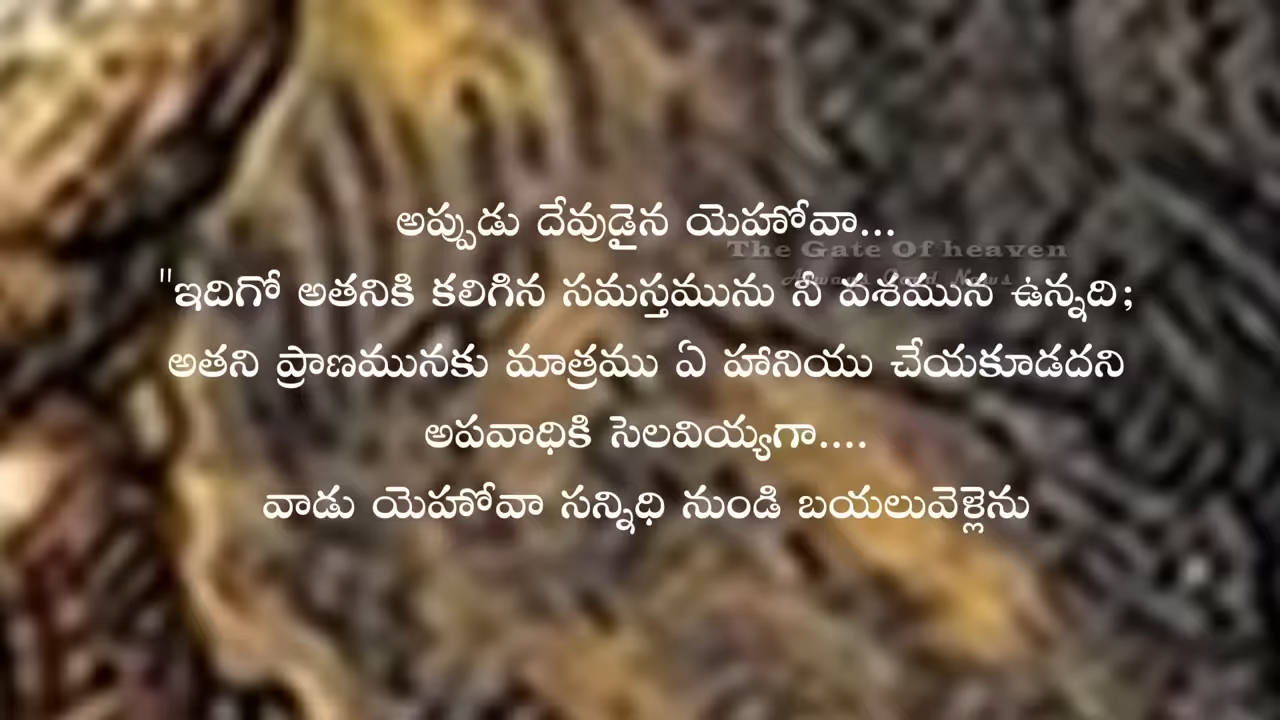 అప్పుడు దేవుడైన యెహోవా...
The Gate Of heaven
"ఇదిగో అతనికి కలిగిన సమస్తమును నీ వశమున ఉన్నది;
అతని ప్రాణమునకు మాత్రము ఏ హానియు చేయకూడదని
అపవాధికి సెలవియ్యగా....
వాడు యెహోవా సన్నిధి నుండి బయలువెళ్లెను